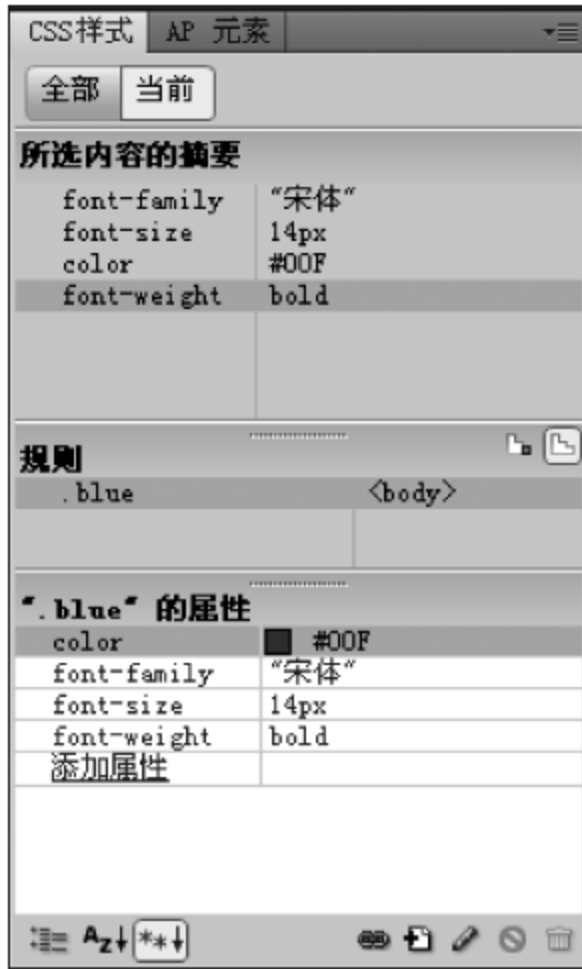 CSS样式 AP 元素
全部 当前
所选内容的摘要
font-family "宋体"
font-size 14px
color #00F
font-weight bold
规则
.blue <body>
".blue" 的属性
color #00F
font-family "宋体"
font-size 14px
font-weight bold
添加属性
AZ↓ **↓